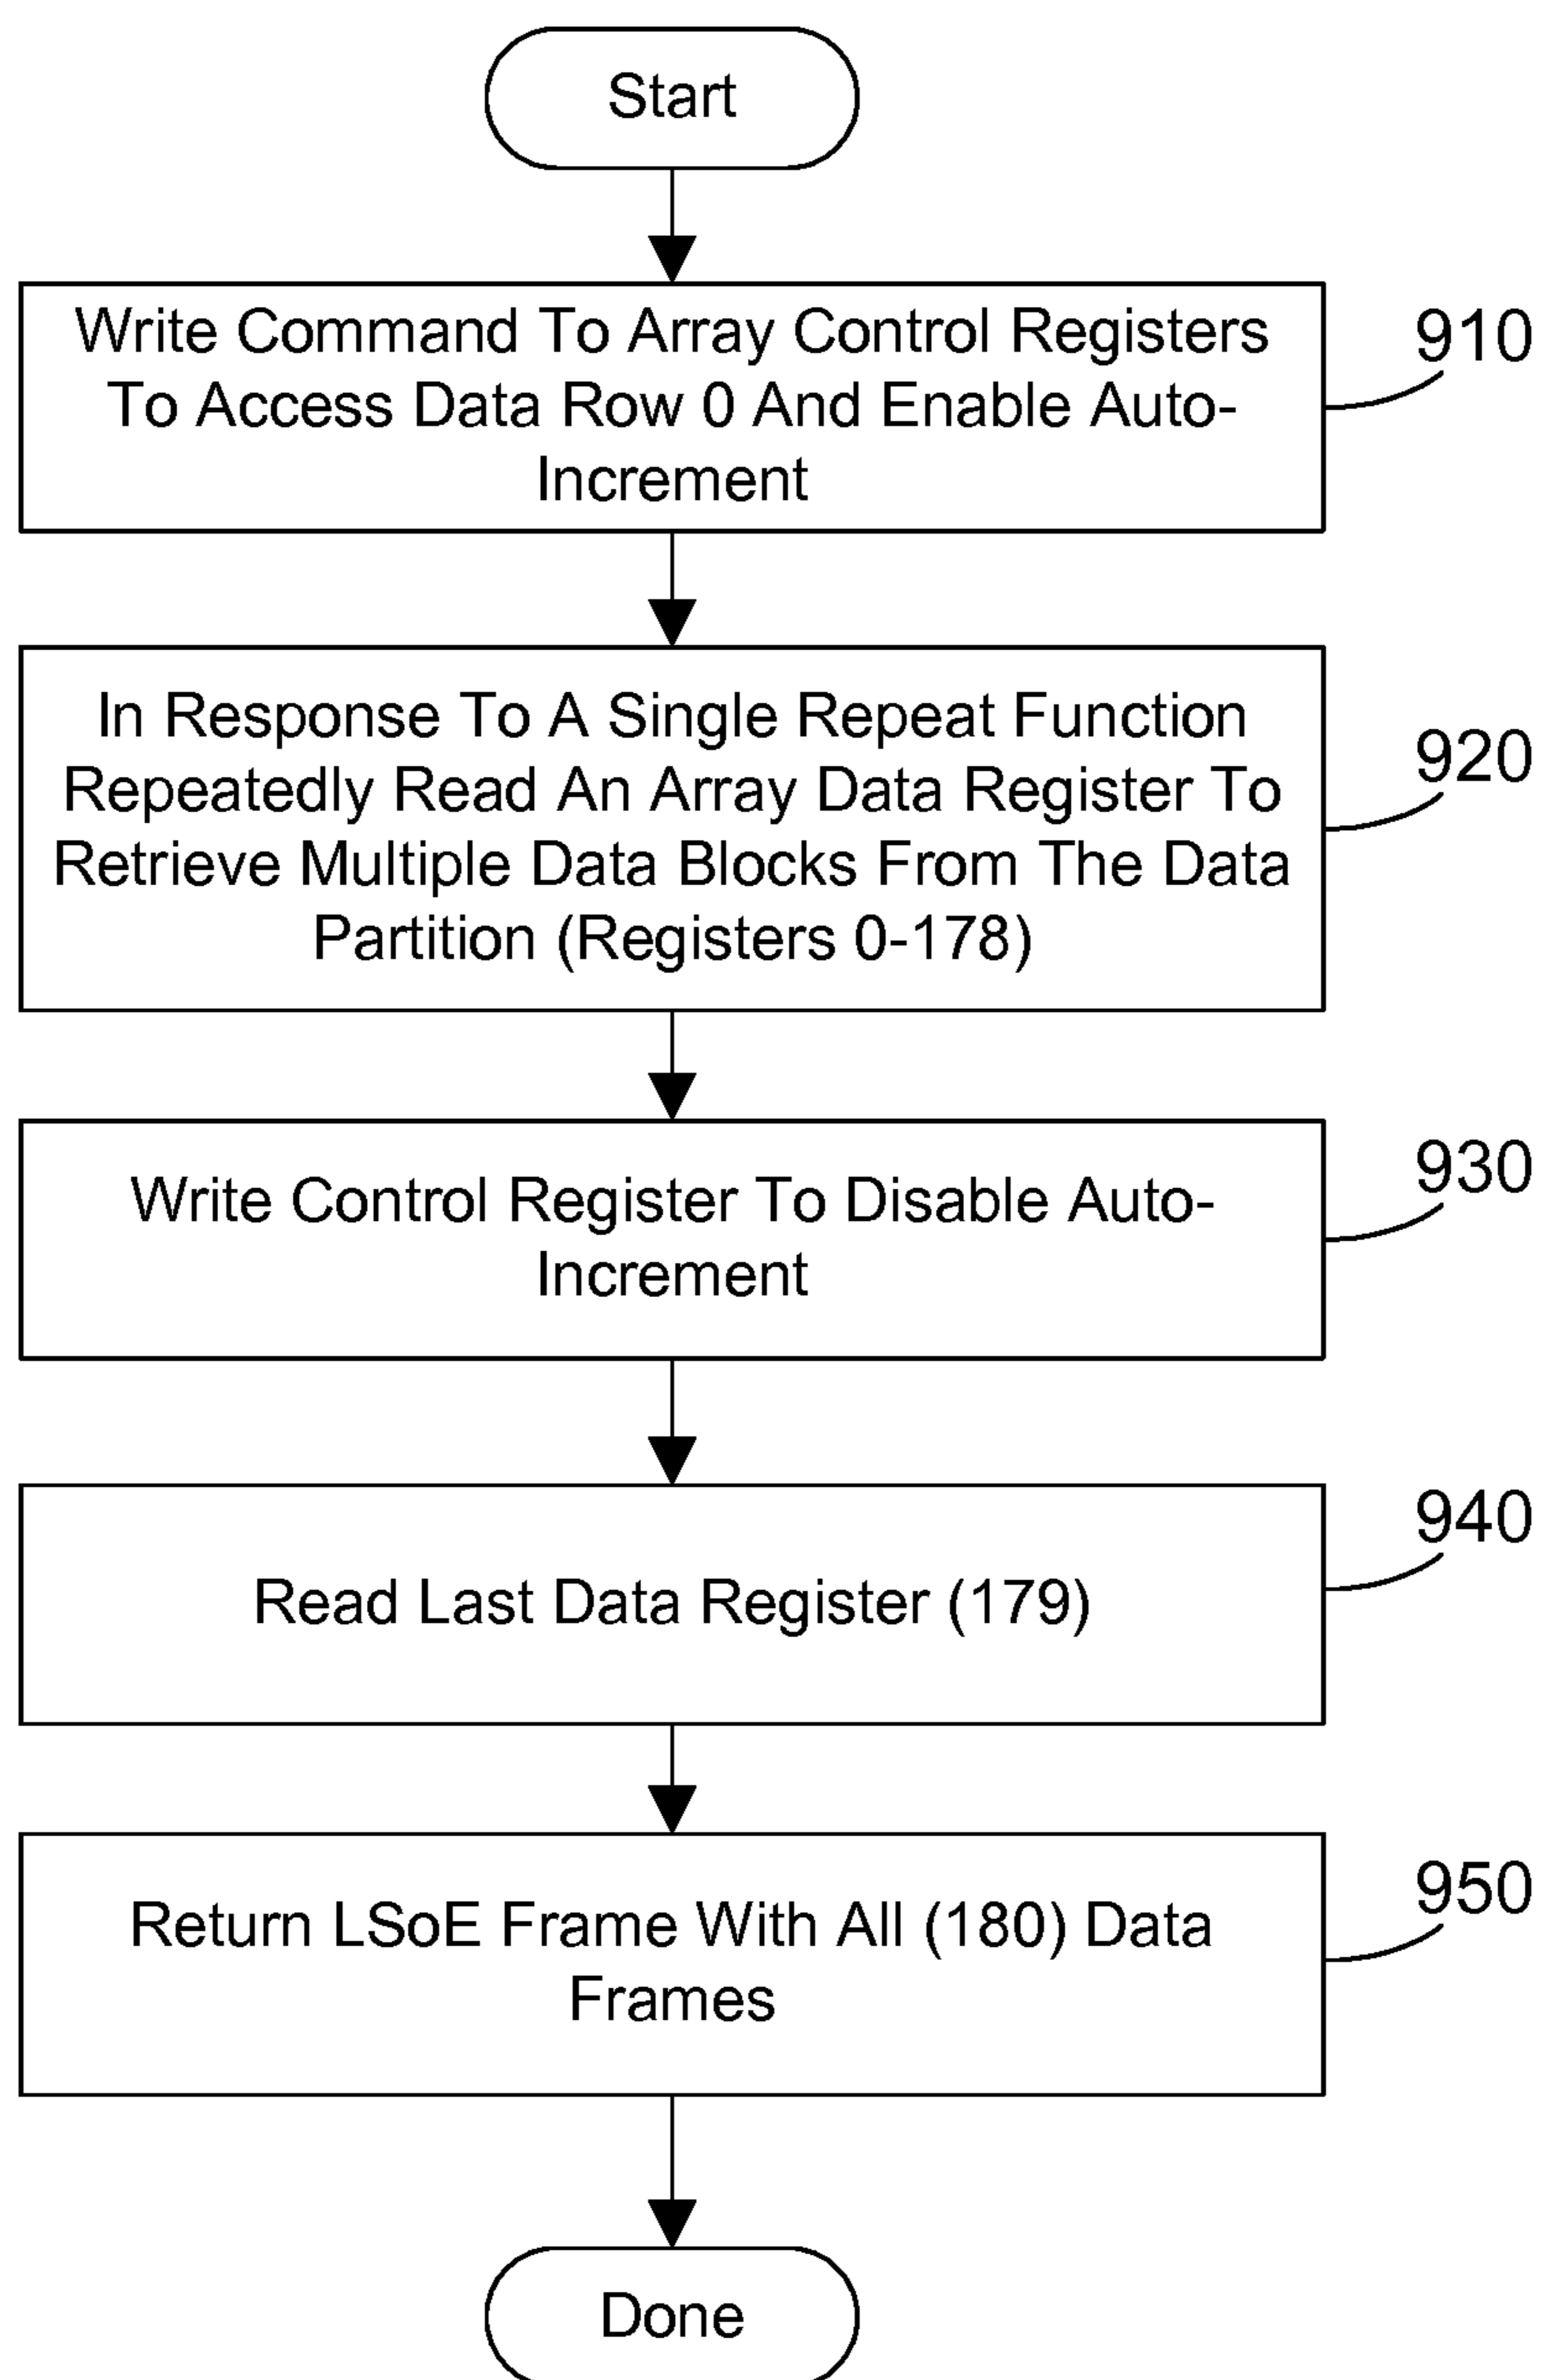 Start
Write Command To Array Control Registers
To Access Data Row 0 And Enable Auto-
Increment
910
In Response To A Single Repeat Function
Repeatedly Read An Array Data Register To
Retrieve Multiple Data Blocks From The Data
Partition (Registers 0-178)
920
Write Control Register To Disable Auto-
Increment
930
Read Last Data Register (179)
940
Return LSoE Frame With All (180) Data
Frames
950
Done